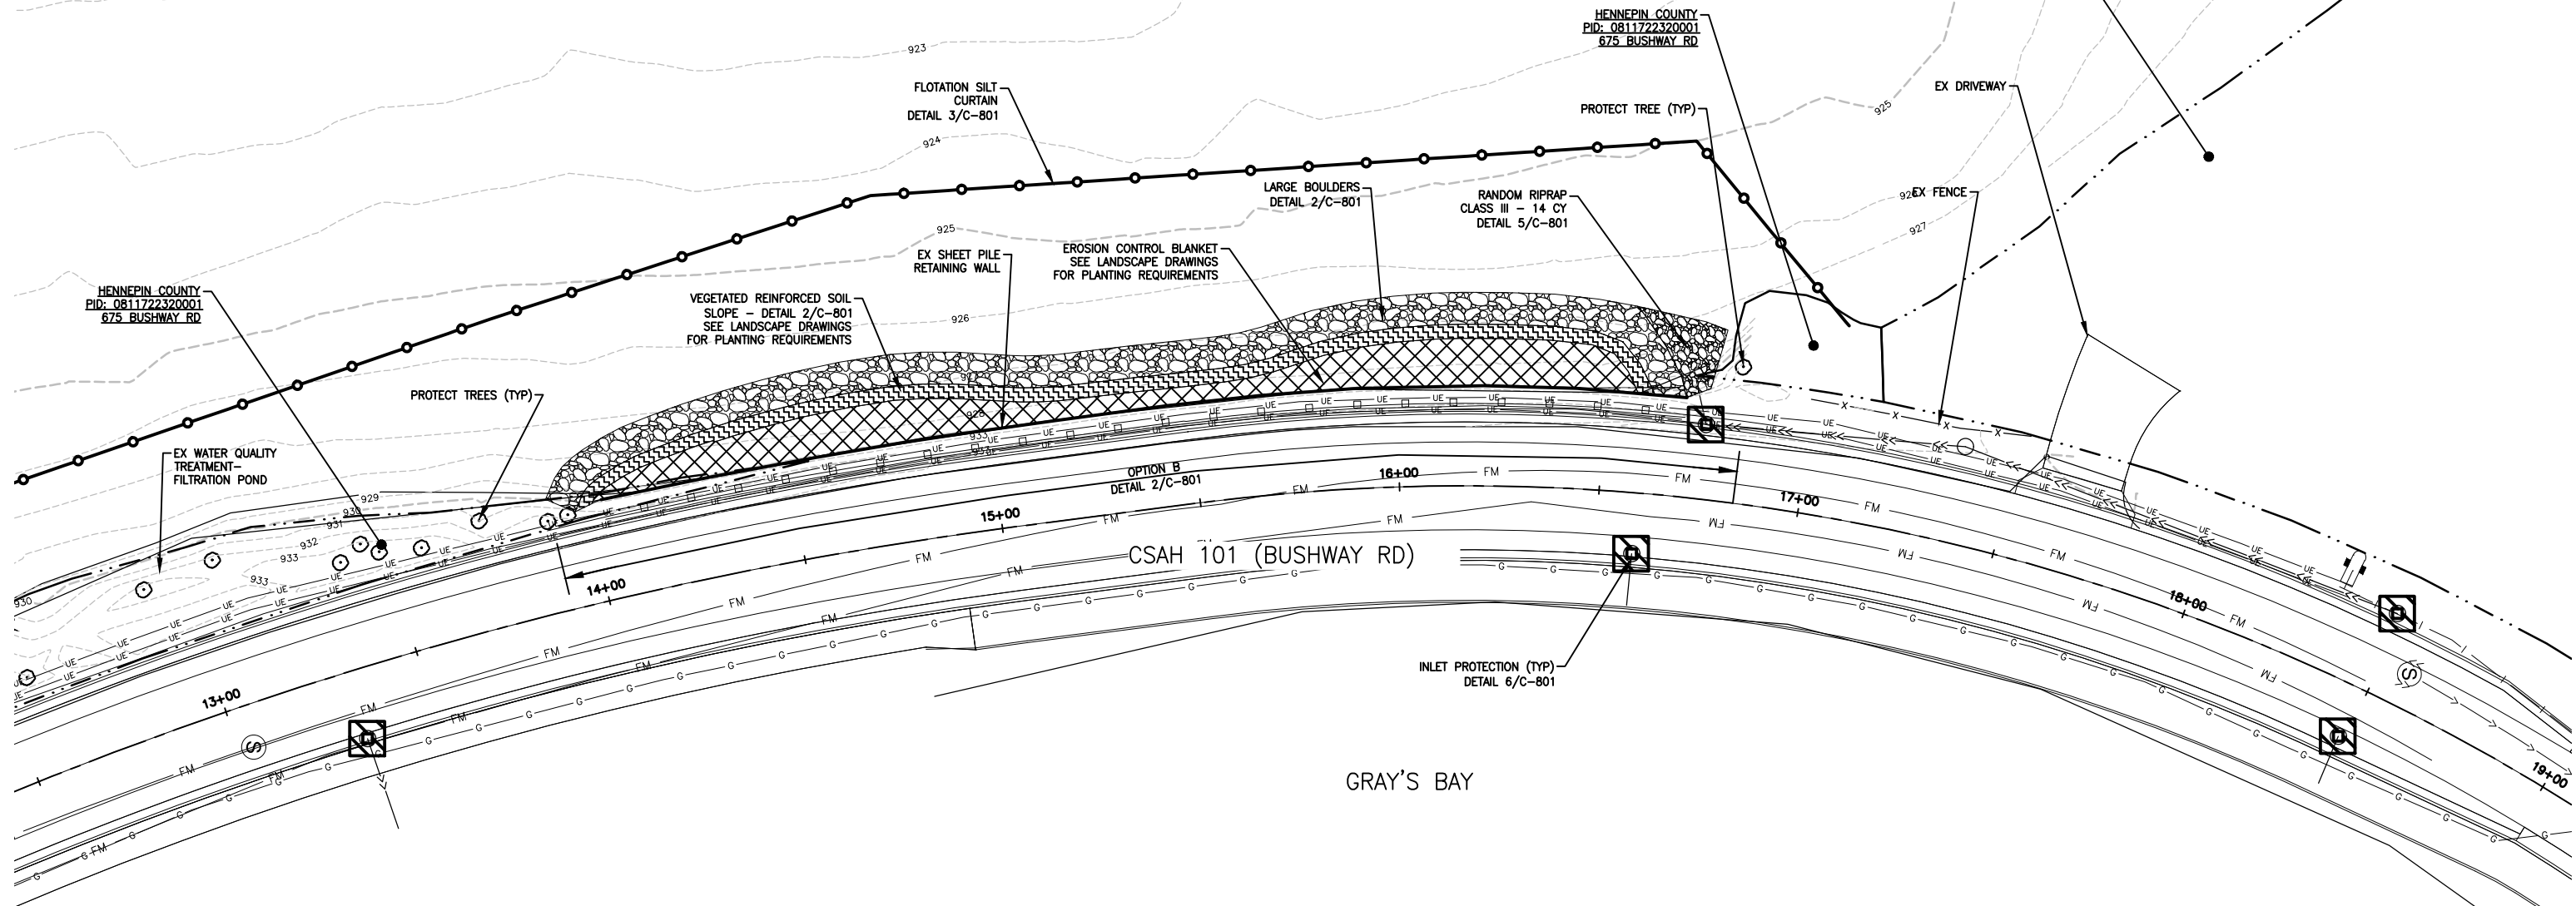 HENNEPIN COUNTY
PID: 0811722320001
675 BUSHWAY RD
923
FLOTATION SILT
CURTAIN
DETAIL 3/C-801
EX DRIVEWAY
PROTECT TREE (TYP)
925
924
LARGE BOULDERS
DETAIL 2/C-801
RANDOM RIPRAP
CLASS III - 14 CY
DETAIL 5/C-801
EX FENCE
927
925
EX SHEET PILE
RETAINING WALL
EROSION CONTROL BLANKET
SEE LANDSCAPE DRAWINGS
FOR PLANTING REQUIREMENTS
HENNEPIN COUNTY
PID: 0811722320001
675 BUSHWAY RD
VEGETATED REINFORCED SOIL
SLOPE - DETAIL 2/C-801
SEE LANDSCAPE DRAWINGS
FOR PLANTING REQUIREMENTS
926
PROTECT TREES (TYP)
928
EX WATER QUALITY
TREATMENT-
FILTRATION POND
OPTION B
DETAIL 2/C-801
929
930
931
932
933
933
930
13+00
14+00
15+00
16+00
17+00
18+00
19+00
CSAH 101 (BUSHWAY RD)
INLET PROTECTION (TYP)
DETAIL 6/C-801
GRAY'S BAY
UE
FM
G
X
S
S